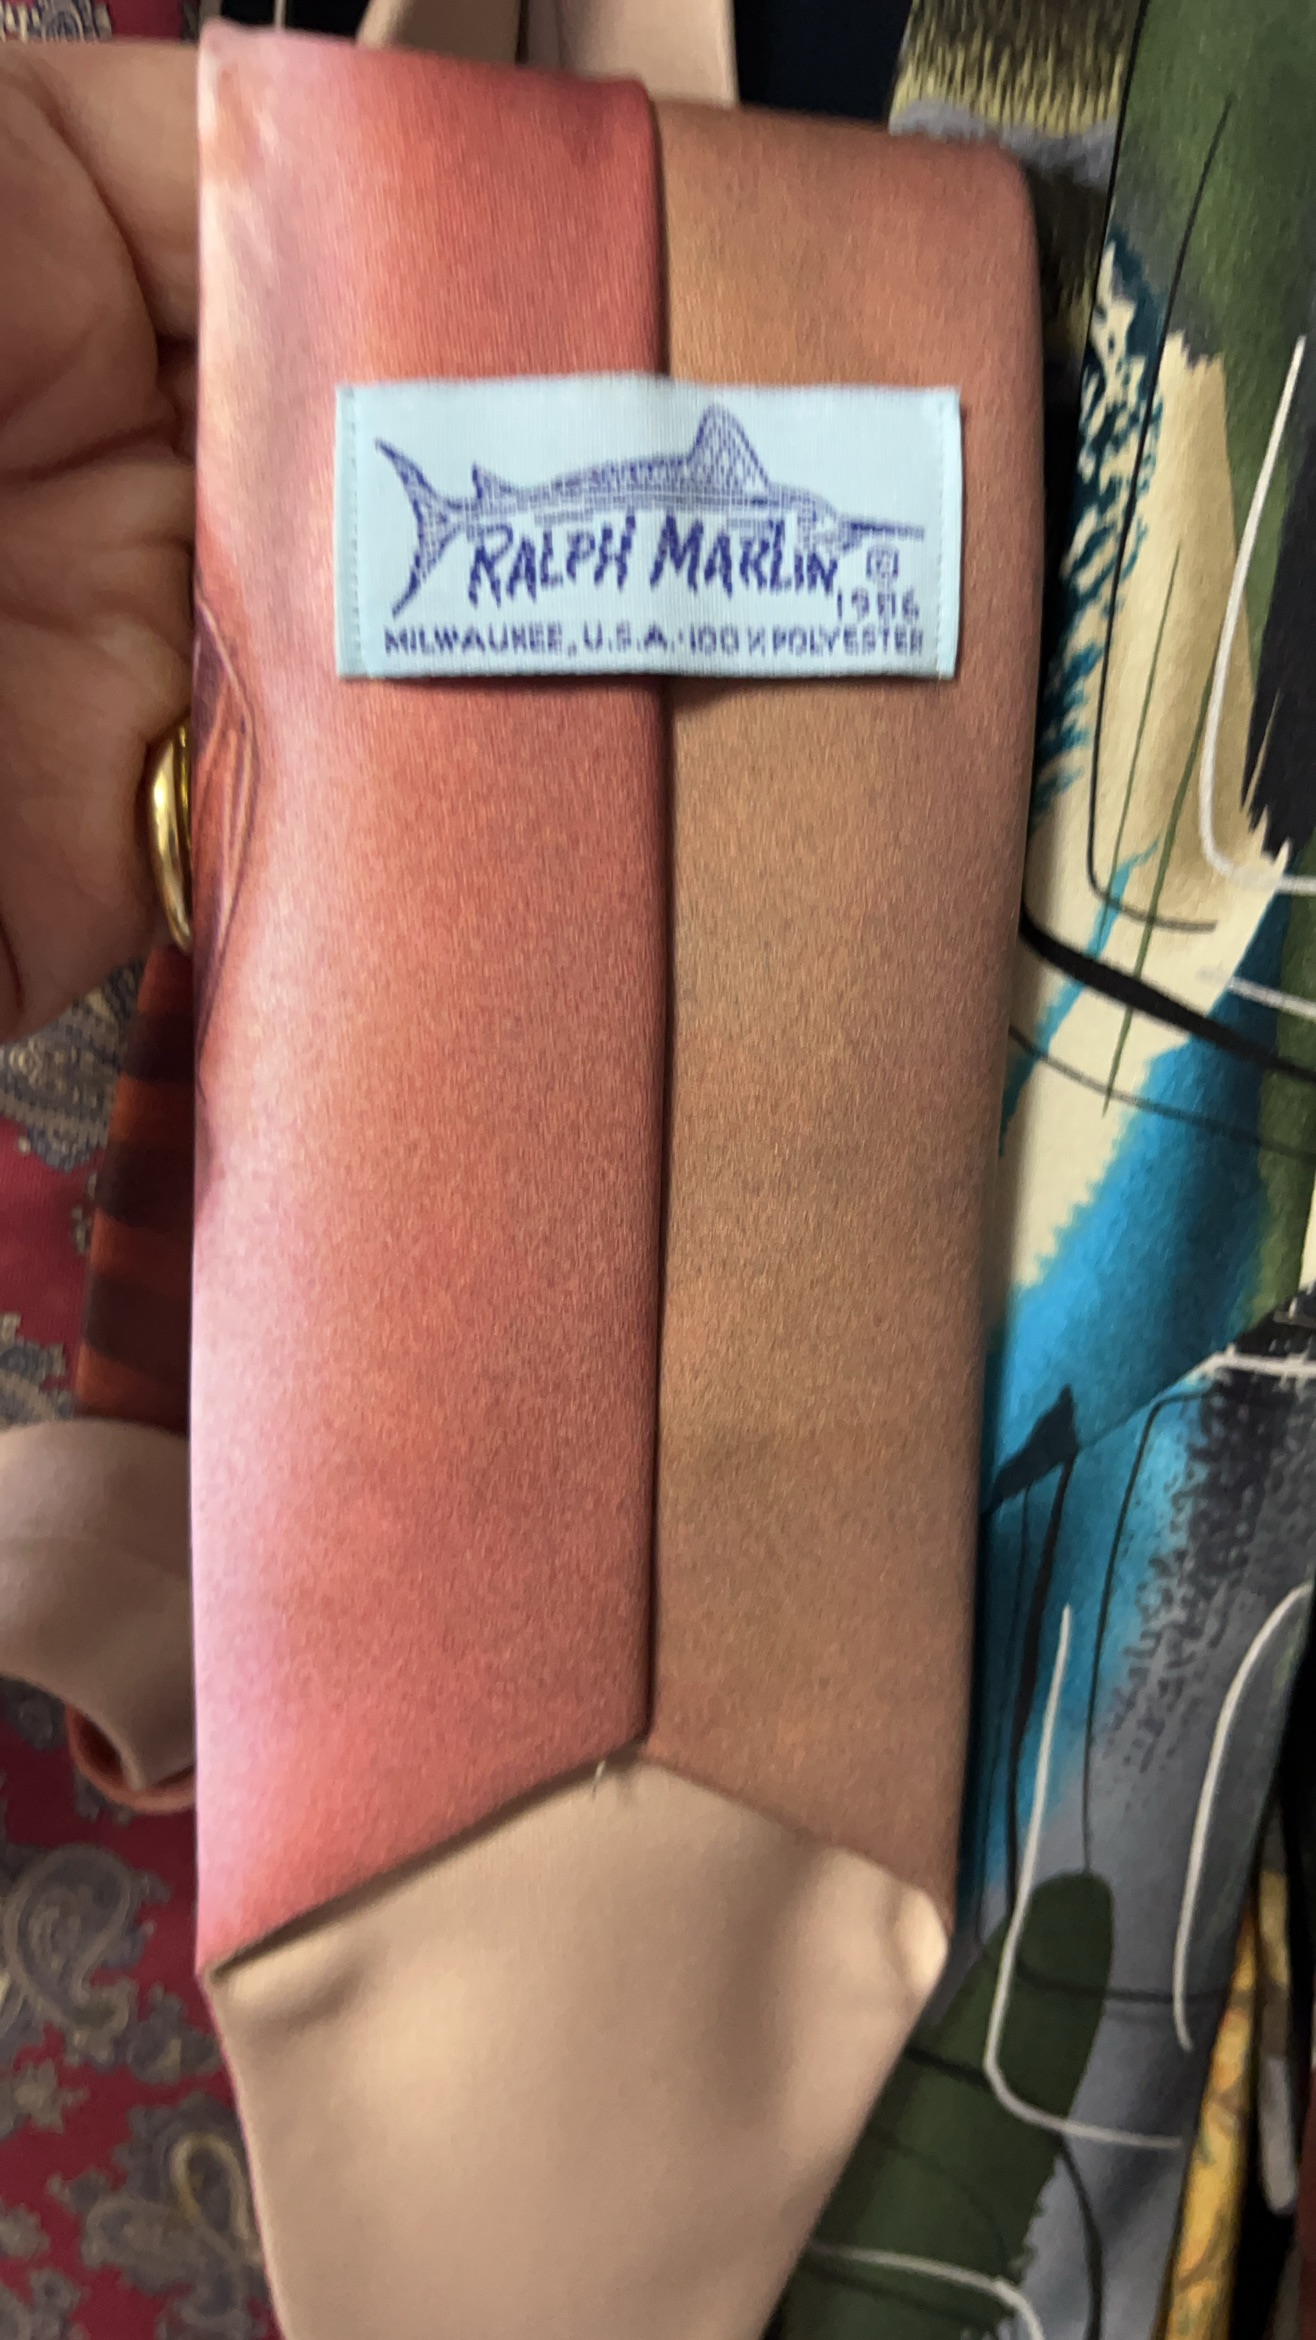 RALPH MARLIN ©
1986
MILWAUKEE, U.S.A. · 100% POLYESTER